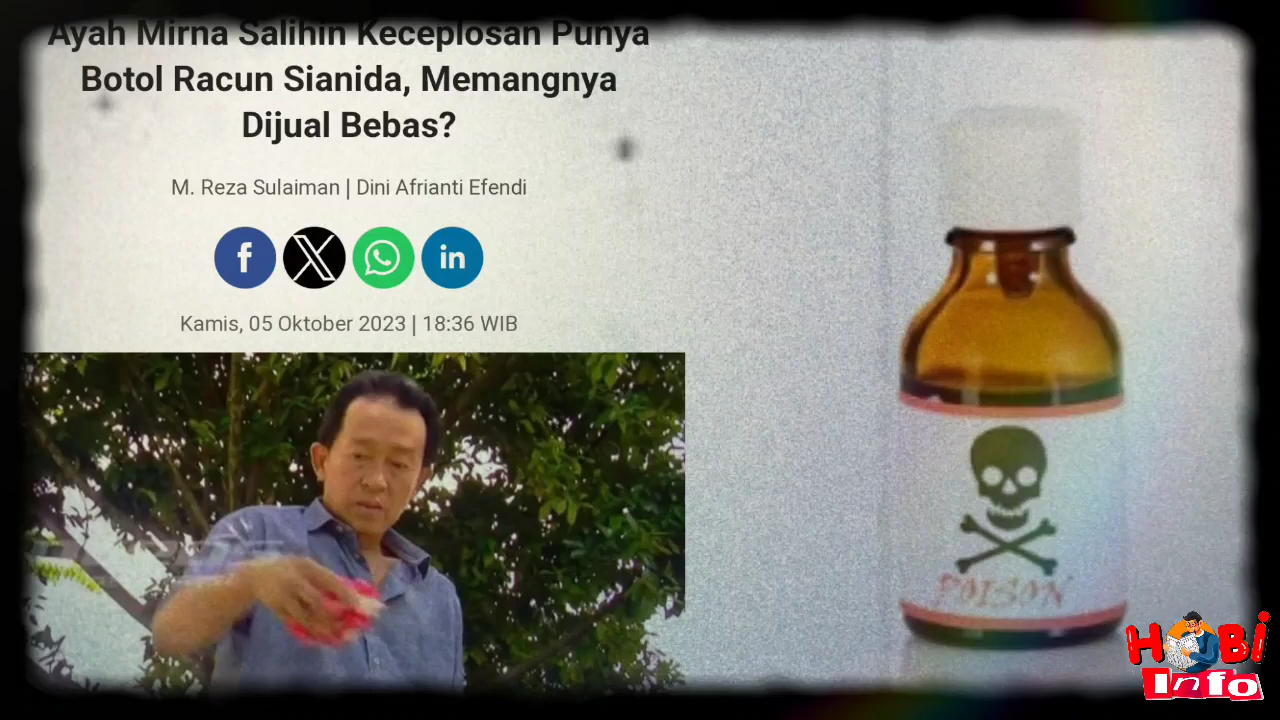 Ayah Mirna Salihin Keceplosan Punya
Botol Racun Sianida, Memangnya
Dijual Bebas?
M. Reza Sulaiman | Dini Afrianti Efendi
Kamis, 05 Oktober 2023 | 18:36 WIB
POISON
HOBi
Info